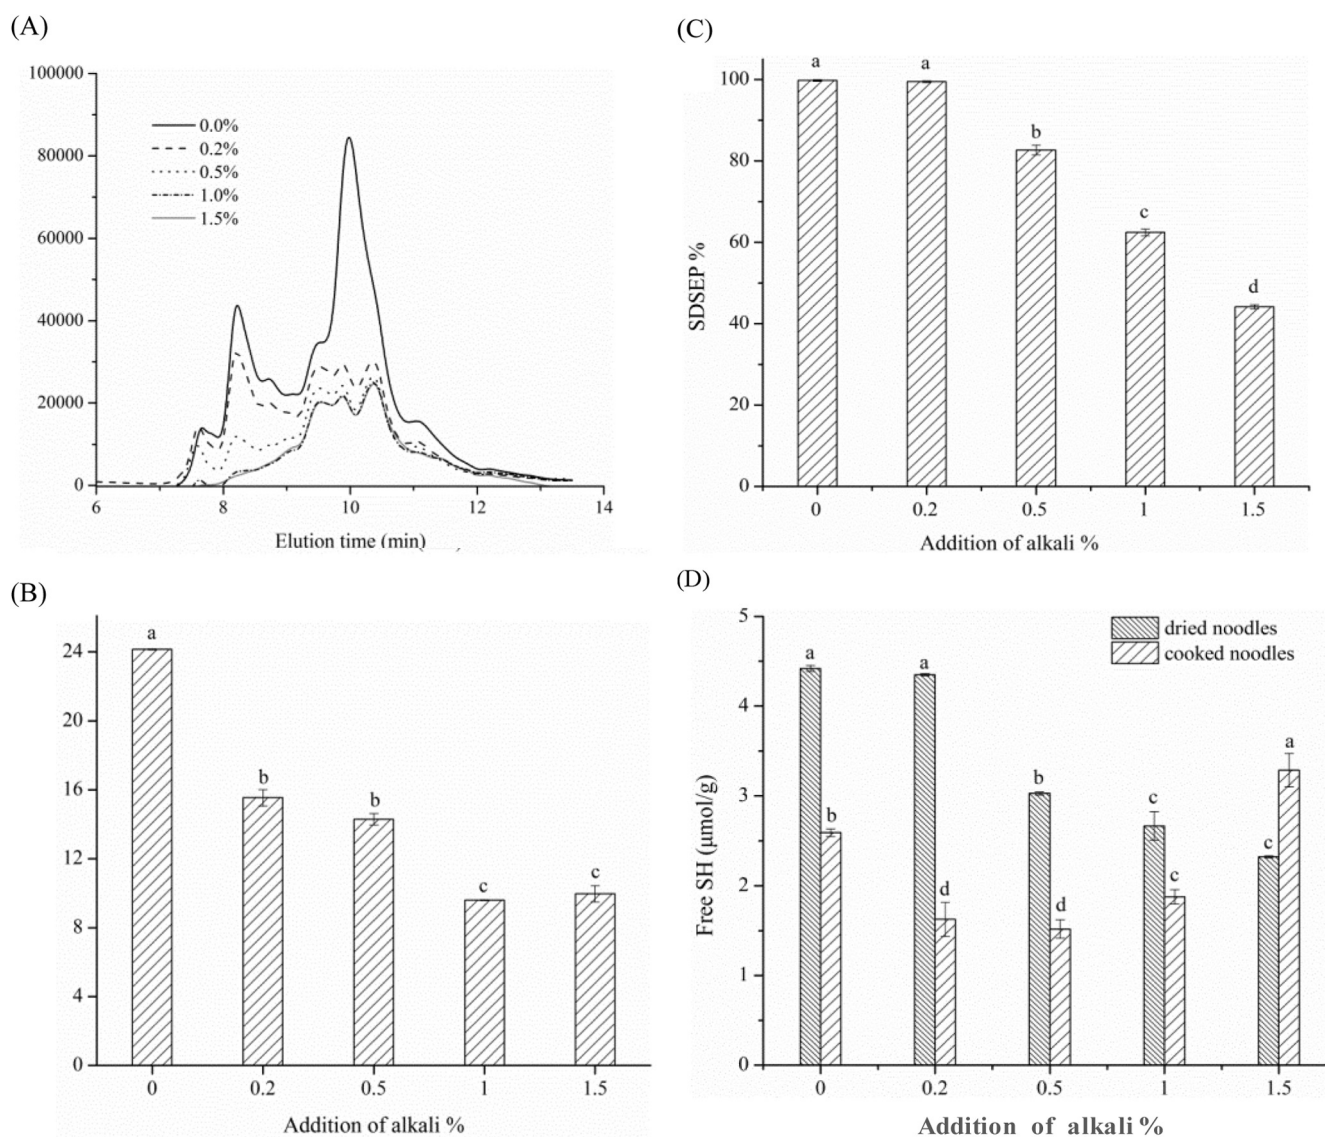 (A)
100000
80000
60000
40000
20000
0
0.0%
0.2%
0.5%
1.0%
1.5%
6 8 10 12 14
Elution time (min)
(B)
24
20
16
12
8
4
0
a
b
b
c
c
0 0.2 0.5 1 1.5
Addition of alkali %
(C)
SDSEP %
100
80
60
40
20
0
a
a
b
c
d
0 0.2 0.5 1 1.5
Addition of alkali %
(D)
Free SH (μmol/g)
5
4
3
2
1
0
dried noodles
cooked noodles
a
b
a
d
b
d
c
c
c
a
0 0.2 0.5 1 1.5
Addition of alkali %